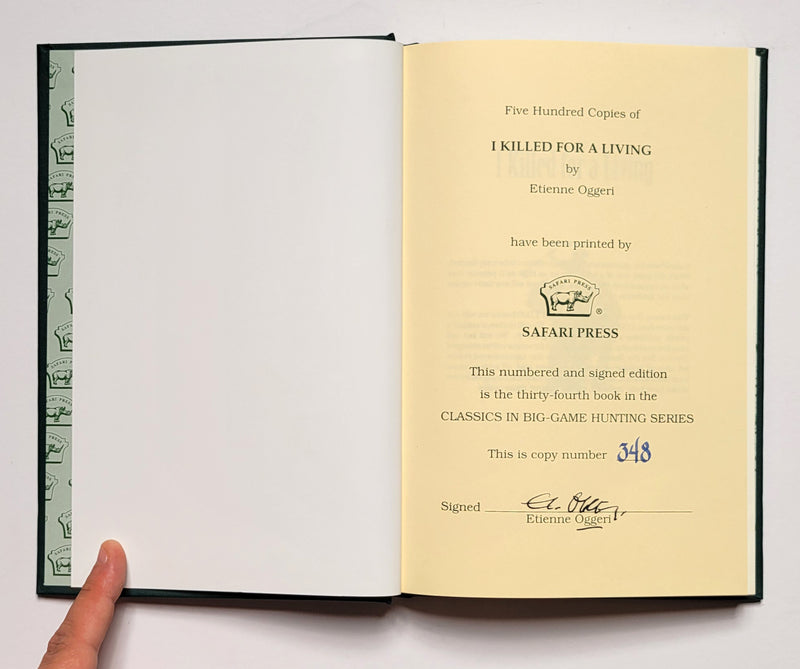 Five Hundred Copies of
I KILLED FOR A LIVING
by
Etienne Oggeri
have been printed by
SAFARI PRESS
®
SAFARI PRESS
This numbered and signed edition
is the thirty-fourth book in the
CLASSICS IN BIG-GAME HUNTING SERIES
This is copy number 348
Signed
Etienne Oggeri